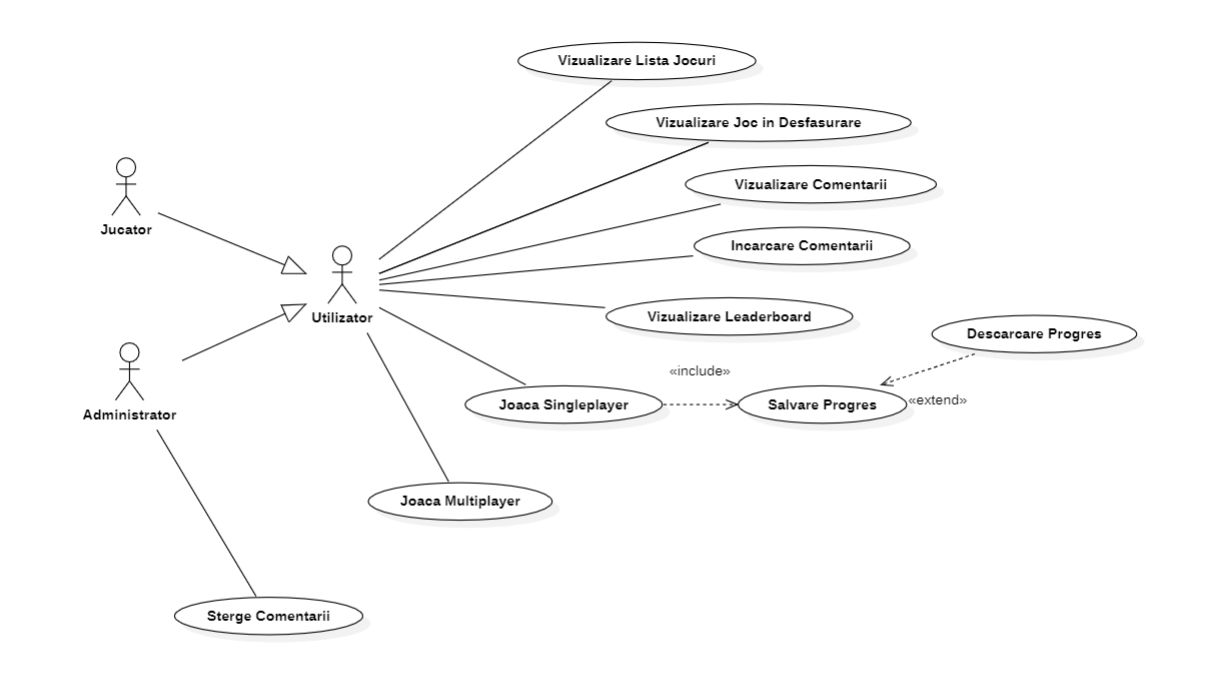 Vizualizare Lista Jocuri
Vizualizare Joc in Desfasurare
Vizualizare Comentarii
Jucator
Incarcare Comentarii
Utilizator
Vizualizare Leaderboard
Descarcare Progres
«include»
Administrator
Joaca Singleplayer
Salvare Progres
«extend»
Joaca Multiplayer
Sterge Comentarii